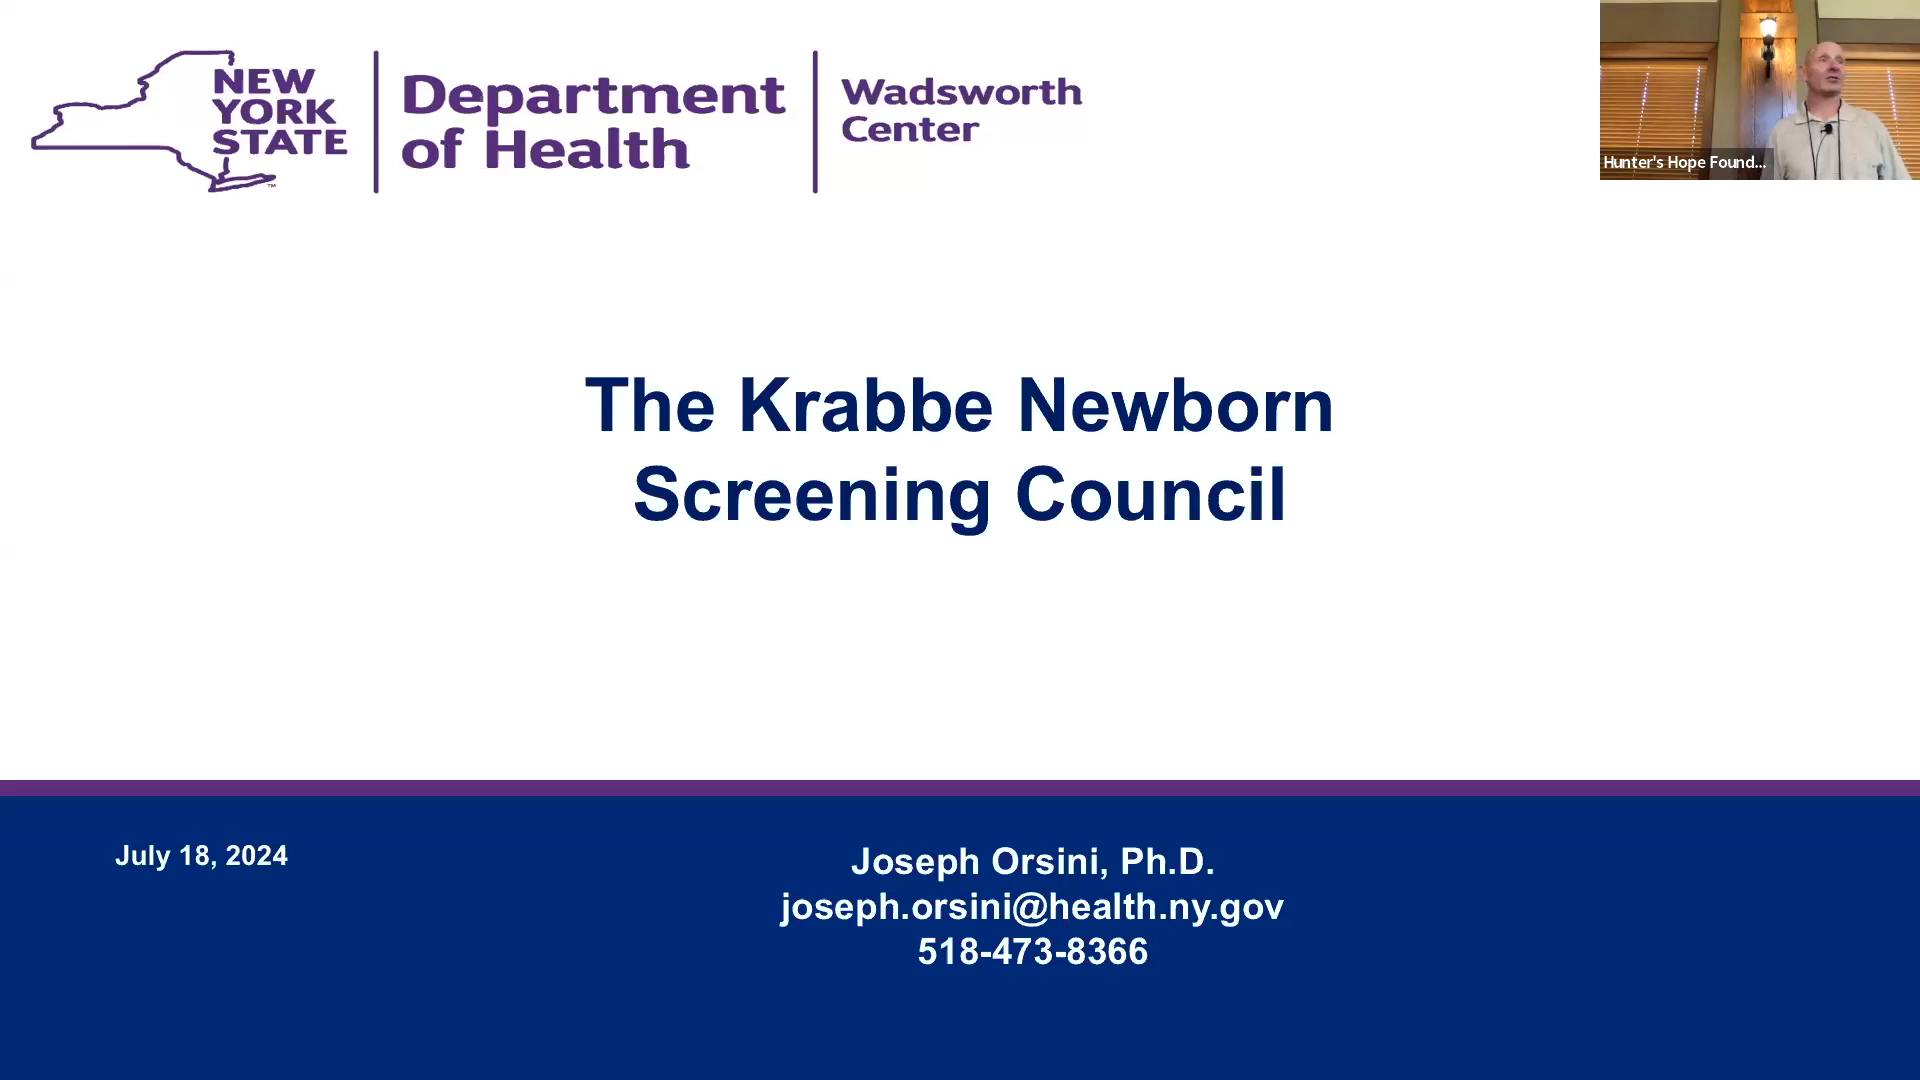 NEW
YORK
STATE
™
Department
of Health
Wadsworth
Center
Hunter's Hope Found...
The Krabbe Newborn
Screening Council
July 18, 2024
Joseph Orsini, Ph.D.
joseph.orsini@health.ny.gov
518-473-8366